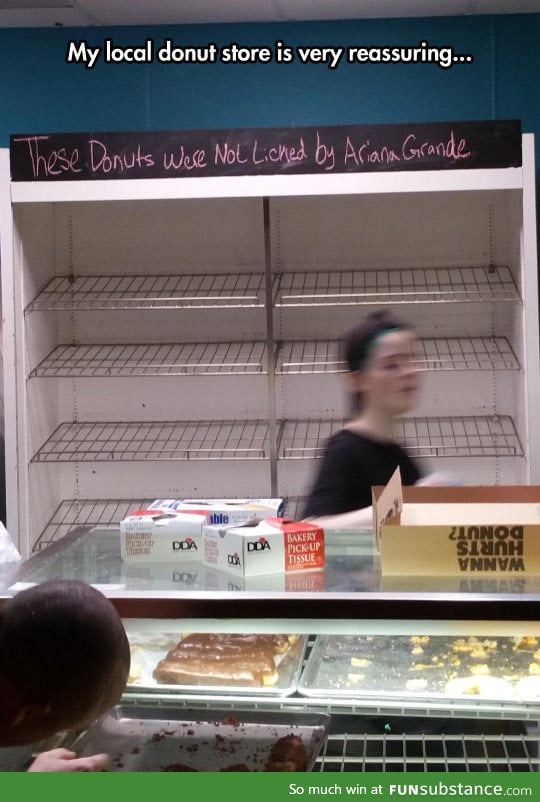 My local donut store is very reassuring...
These Donuts Were Not Licked by Ariana Grande
ble
DDA
DDA
BAKERY
PICK-UP
TISSUE
WANNA
HURTS
DONUT?
So much win at FUNsubstance.com